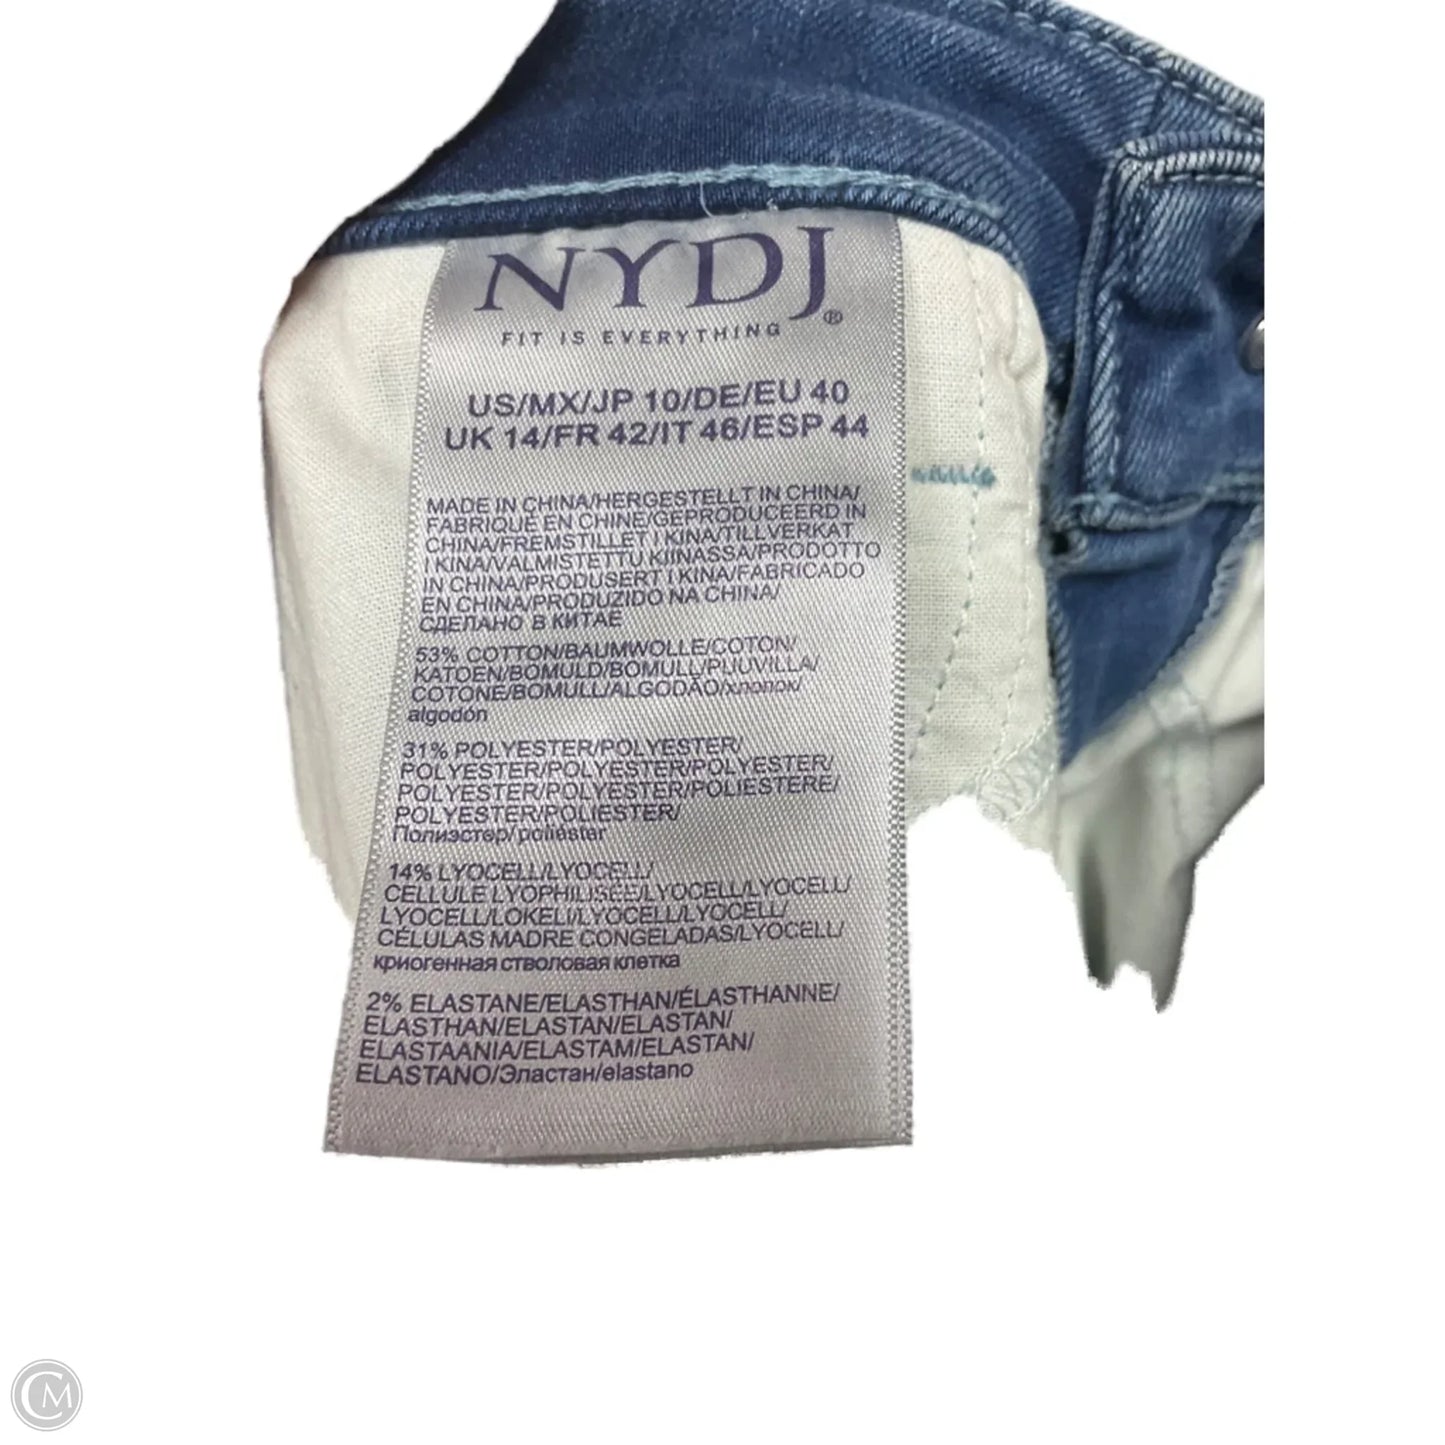 NYDJ®
FIT IS EVERYTHING
US/MX/JP 10/DE/EU 40
UK 14/FR 42/IT 46/ESP 44
MADE IN CHINA/HERGESTELLT IN CHINA/
FABRIQUÉ EN CHINE/GEPRODUCEERD IN
CHINA/FREMSTILLET I KINA/TILLVERKAT
I KINA/VALMISTETTU KIINASSA/PRODOTTO
IN CHINA/PRODUSERT I KINA/FABRICADO
EN CHINA/PRODUZIDO NA CHINA/
СДЕЛАНО В КИТАЕ
53% COTTON/BAUMWOLLE/COTON/
KATOEN/BOMULD/BOMULL/PUUVILLA/
COTONE/BOMULL/ALGODÃO/хлопок/
algodón
31% POLYESTER/POLYESTER/
POLYESTER/POLYESTER/POLYESTER/
POLYESTER/POLYESTER/POLIESTERE/
POLYESTER/POLIESTER/
Полиэстер/poliéster
14% LYOCELL/LYOCELL/
CELLULE LYOPHILISÉE/LYOCELL/LYOCELL/
LYOCELL/LOKELI/LYOCELL/LYOCELL/
CÉLULAS MADRE CONGELADAS/LYOCELL/
криогенная стволовая клетка
2% ELASTANE/ELASTHAN/ÉLASTHANNE/
ELASTHAN/ELASTAN/ELASTAN/
ELASTAANIA/ELASTAM/ELASTAN/
ELASTANO/Эластан/elastano
CM